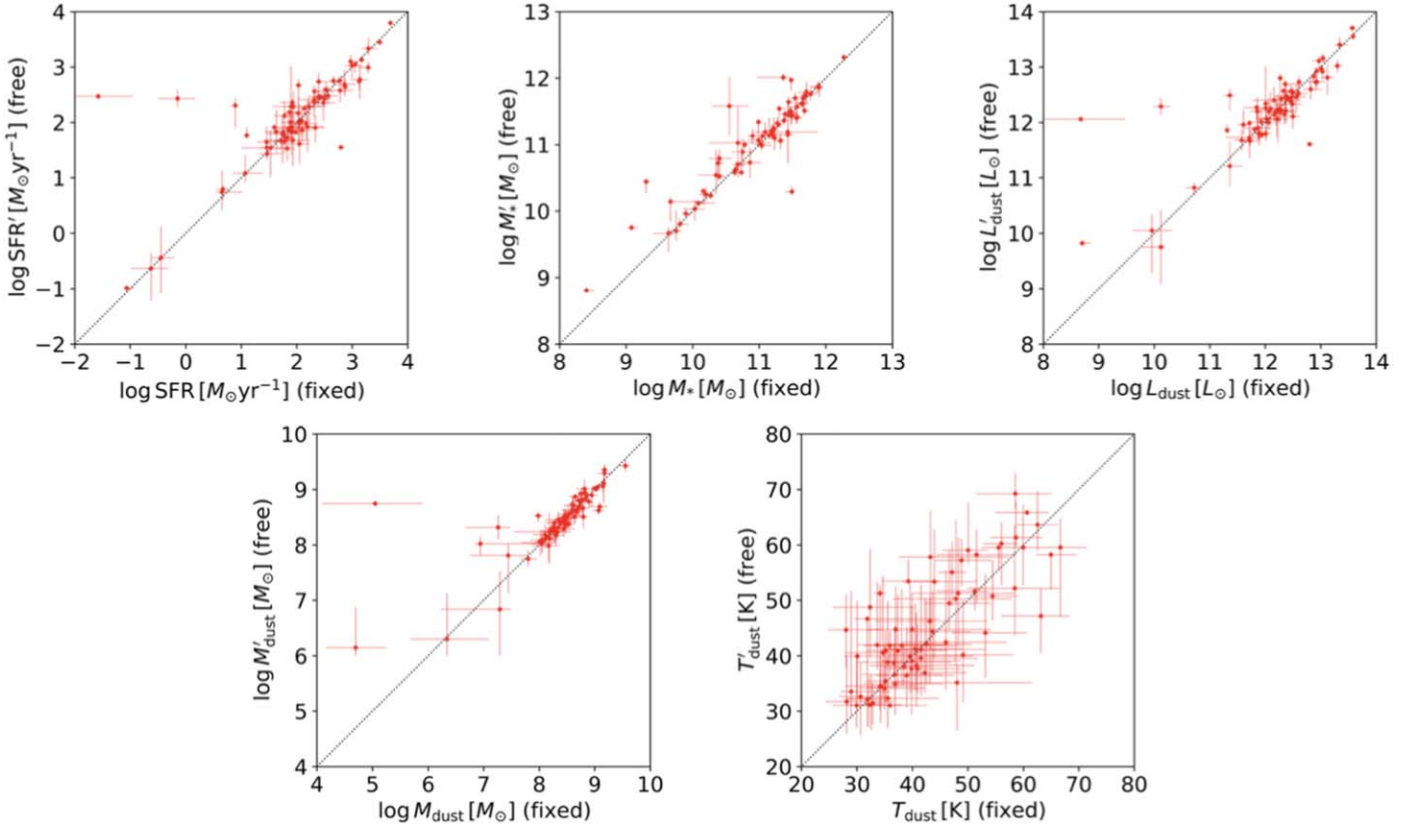 4
3
2
1
0
−1
−2
−2 −1 0 1 2 3 4
log SFR′ [M⊙yr⁻¹] (free)
log SFR [M⊙yr⁻¹] (fixed)
13
12
11
10
9
8
8 9 10 11 12 13
log M′* [M⊙] (free)
log M* [M⊙] (fixed)
14
13
12
11
10
9
8
8 9 10 11 12 13 14
log L′dust [L⊙] (free)
log Ldust [L⊙] (fixed)
10
9
8
7
6
5
4
4 5 6 7 8 9 10
log M′dust [M⊙] (free)
log Mdust [M⊙] (fixed)
80
70
60
50
40
30
20
20 30 40 50 60 70 80
T′dust [K] (free)
Tdust [K] (fixed)